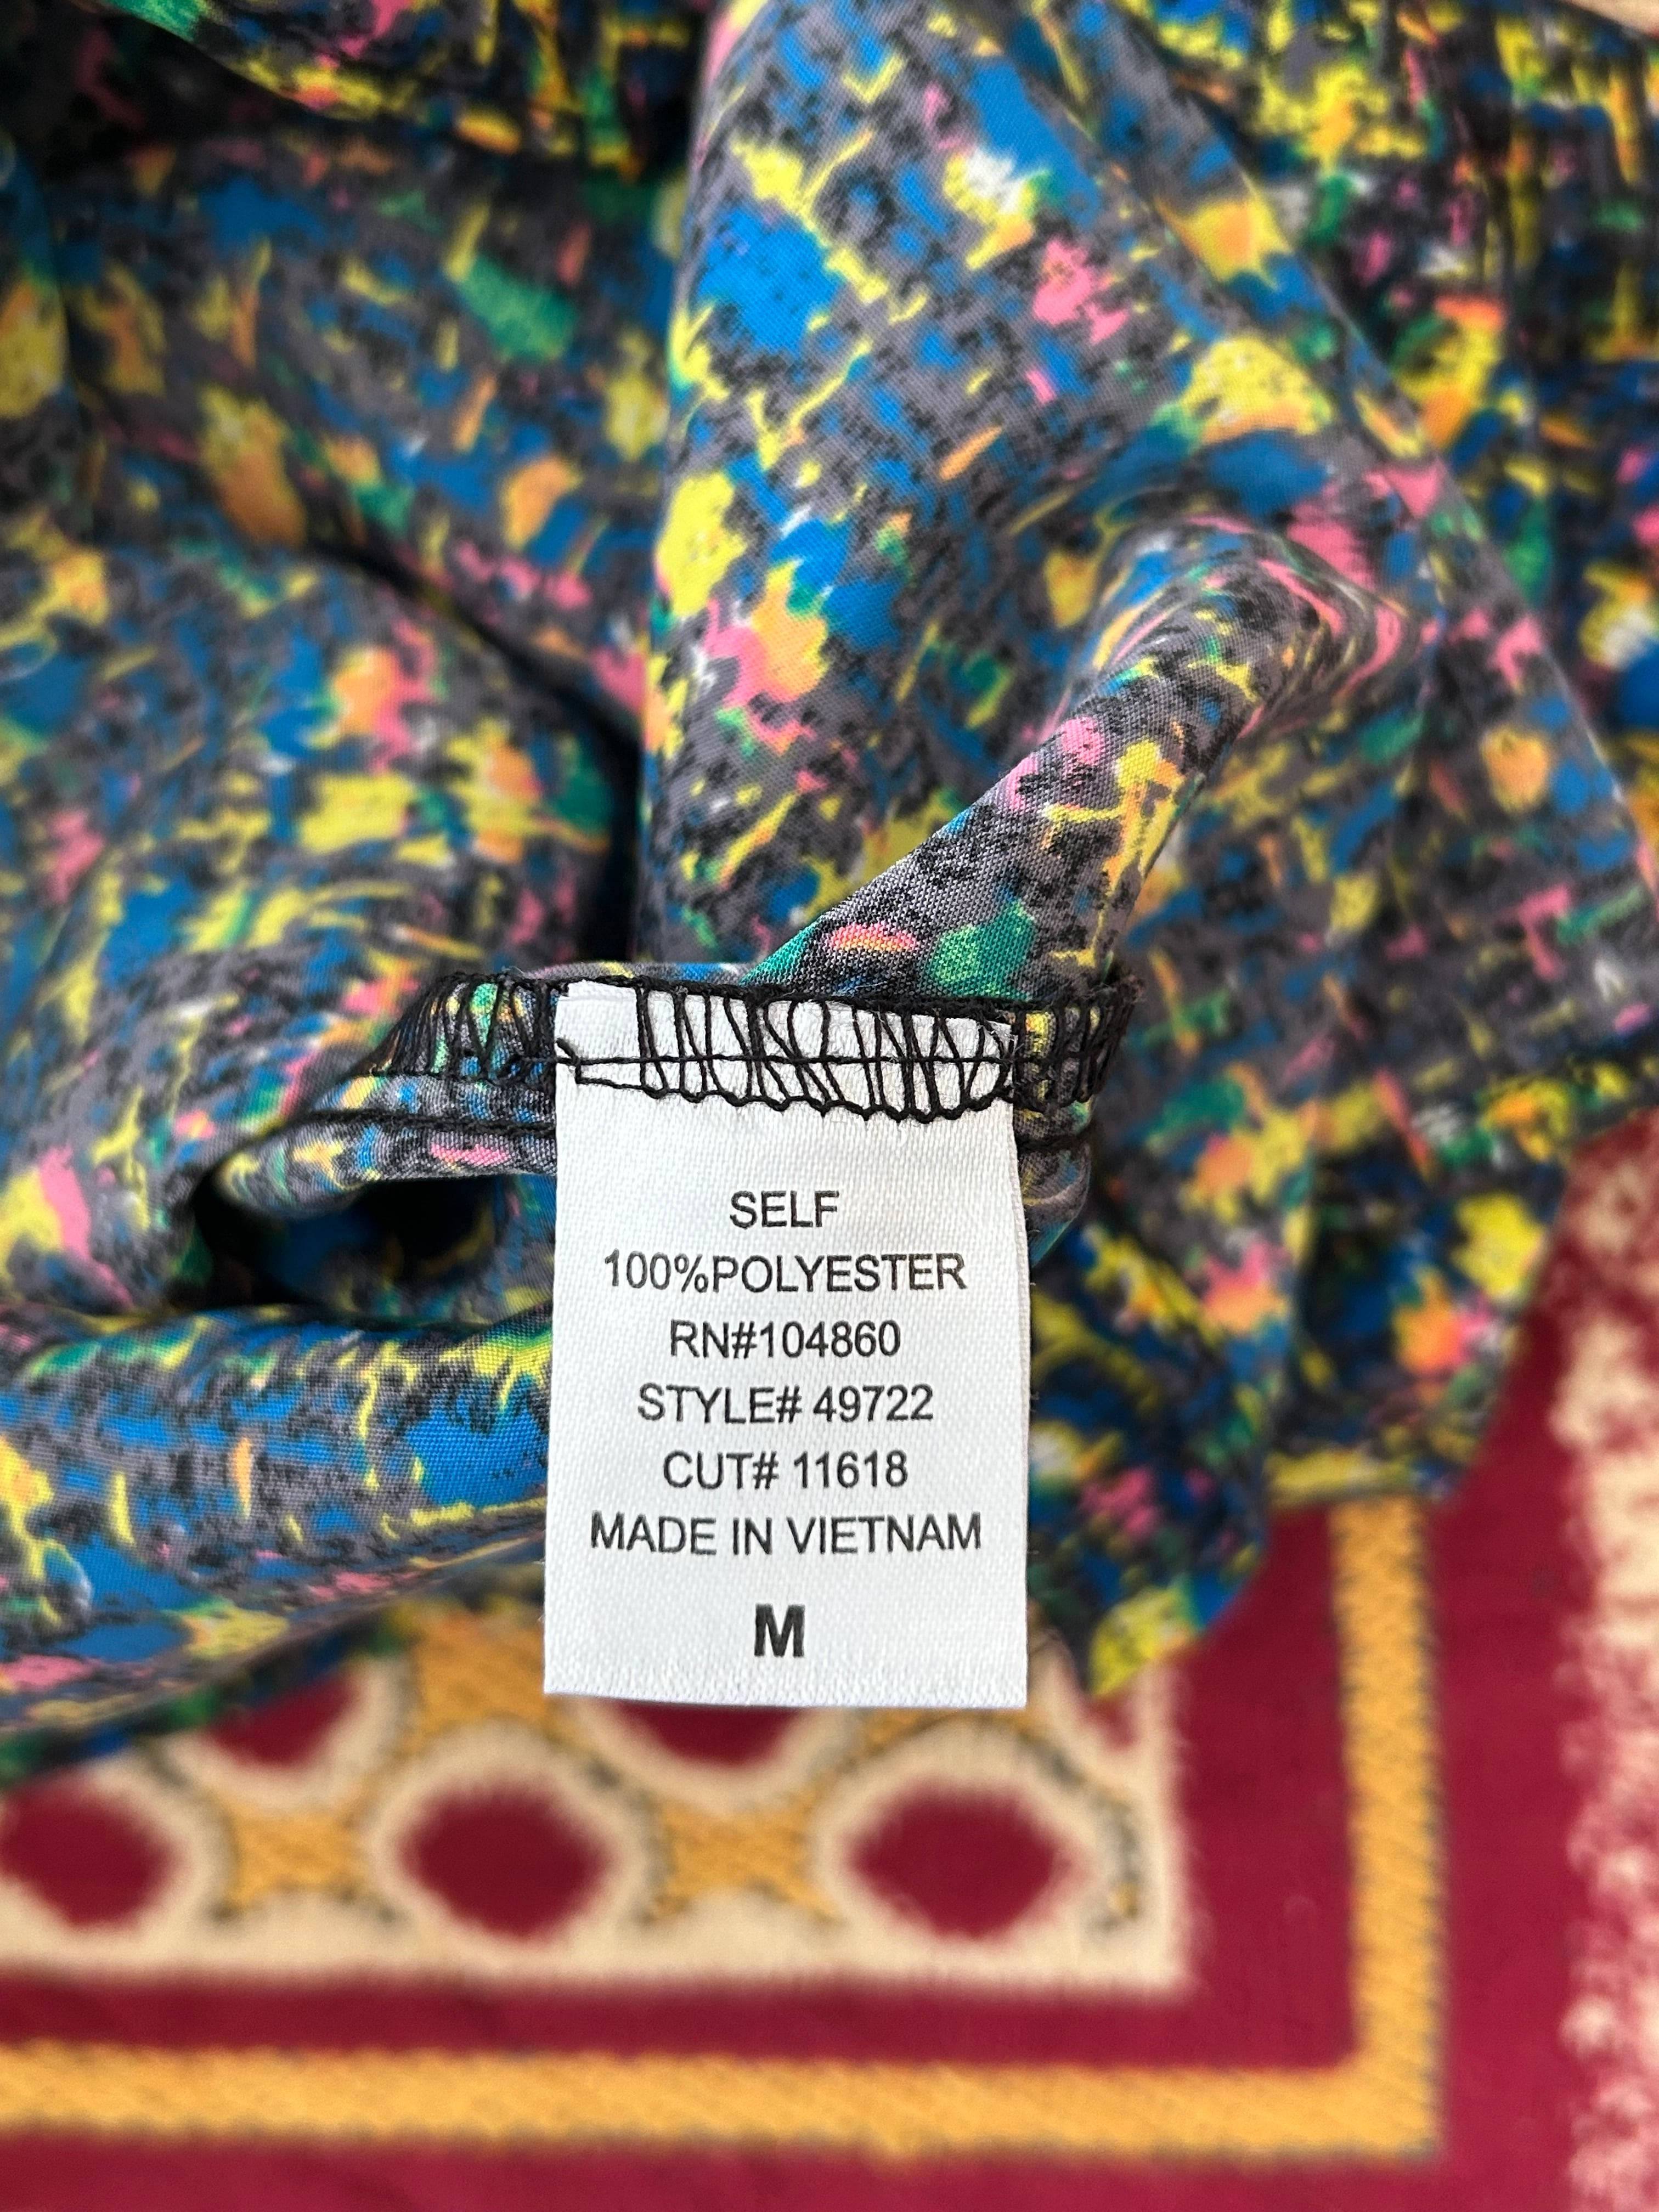 SELF
100%POLYESTER
RN#104860
STYLE# 49722
CUT# 11618
MADE IN VIETNAM
M